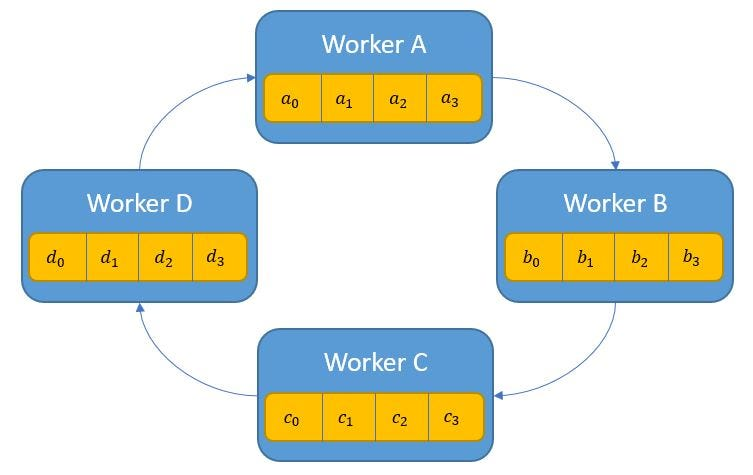 Worker A
a₀ a₁ a₂ a₃
Worker D
d₀ d₁ d₂ d₃
Worker B
b₀ b₁ b₂ b₃
Worker C
c₀ c₁ c₂ c₃